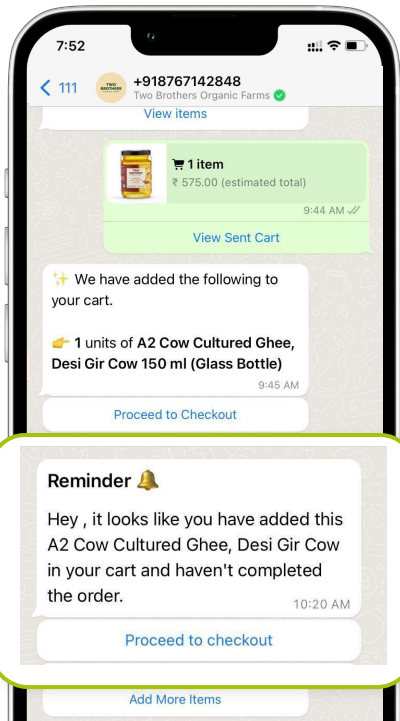 7:52
111
TWO
BROTHERS
+918767142848
Two Brothers Organic Farms
View items
1 item
₹ 575.00 (estimated total)
9:44 AM
View Sent Cart
We have added the following to
your cart.
1 units of A2 Cow Cultured Ghee,
Desi Gir Cow 150 ml (Glass Bottle)
9:45 AM
Proceed to Checkout
Reminder
Hey , it looks like you have added this
A2 Cow Cultured Ghee, Desi Gir Cow
in your cart and haven't completed
the order.
10:20 AM
Proceed to checkout
Add More Items